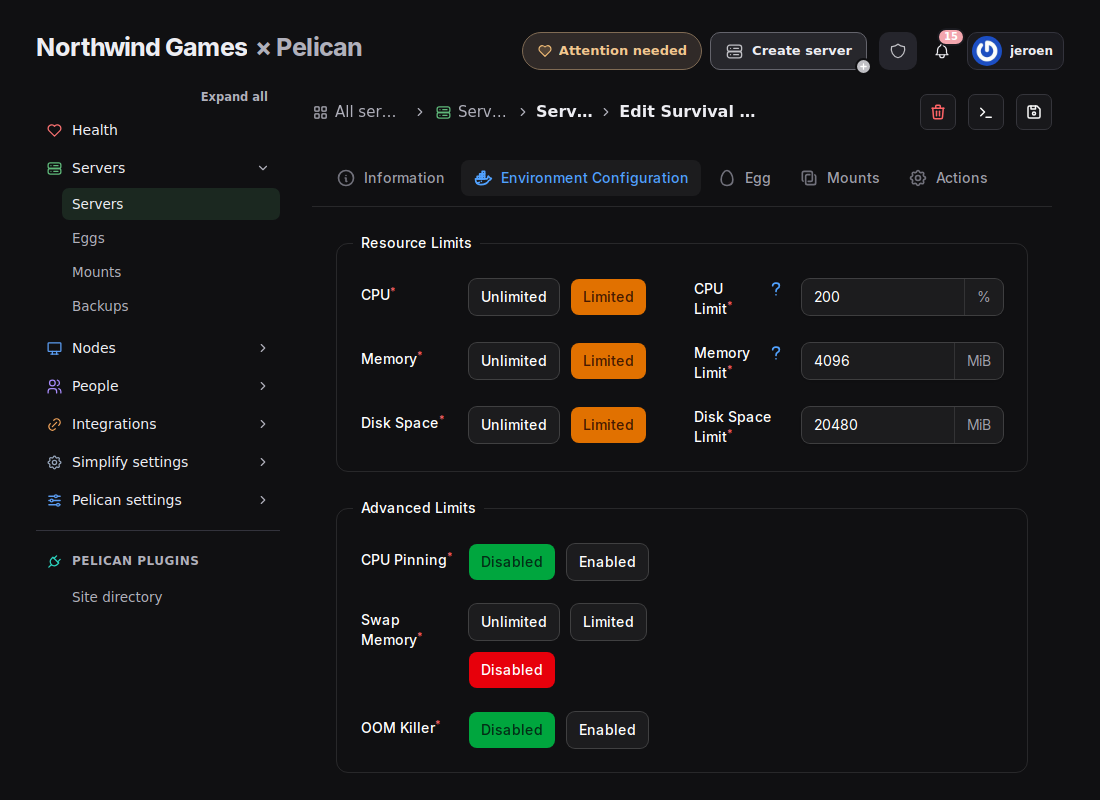 Northwind Games × Pelican
Attention needed
Create server
15
jeroen
Expand all
Health
Servers
Servers
Eggs
Mounts
Backups
Nodes
People
Integrations
Simplify settings
Pelican settings
PELICAN PLUGINS
Site directory
All ser... > Serv... > Serv... > Edit Survival ...
Information
Environment Configuration
Egg
Mounts
Actions
Resource Limits
CPU*
Unlimited
Limited
CPU
Limit*
?
200
%
Memory*
Unlimited
Limited
Memory
Limit*
?
4096
MiB
Disk Space*
Unlimited
Limited
Disk Space
Limit*
20480
MiB
Advanced Limits
CPU Pinning*
Disabled
Enabled
Swap
Memory*
Unlimited
Limited
Disabled
OOM Killer*
Disabled
Enabled